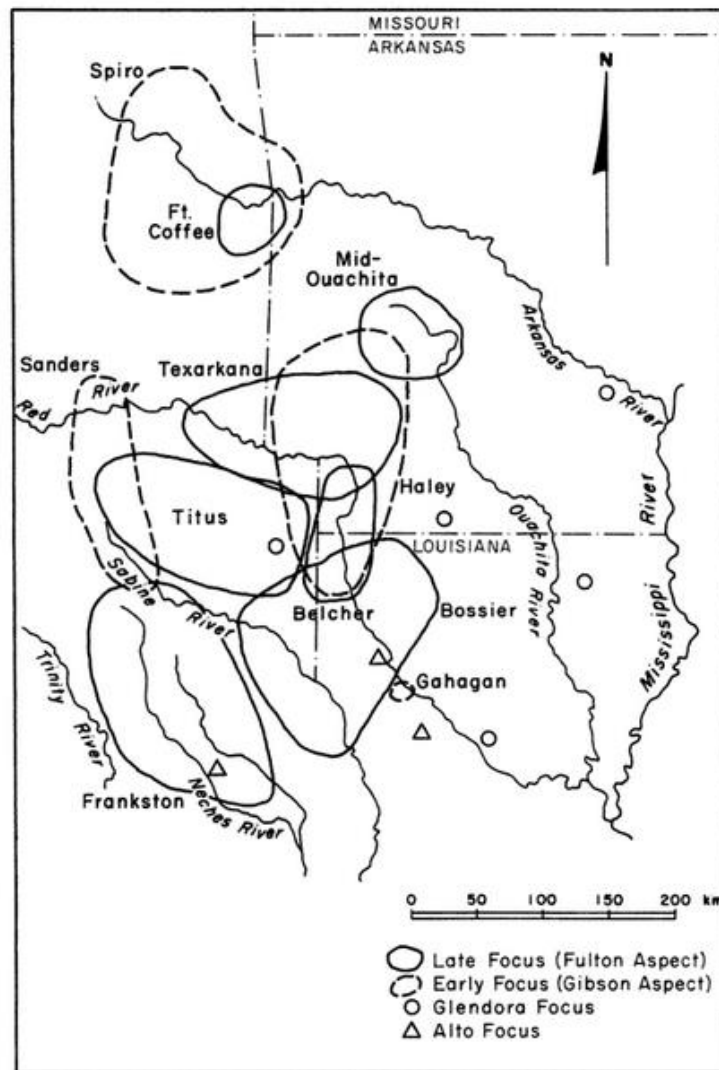 MISSOURI
ARKANSAS
Spiro
N
Ft.
Coffee
Mid-
Ouachita
Arkansas
River
Sanders
Texarkana
Red
River
Haley
Titus
Mississippi
River
LOUISIANA
Ouachita River
Sabine
River
Belcher
Bossier
Trinity
River
Gahagan
Frankston
Neches River
0 50 100 150 200 km
Late Focus (Fulton Aspect)
Early Focus (Gibson Aspect)
Glendora Focus
Alto Focus